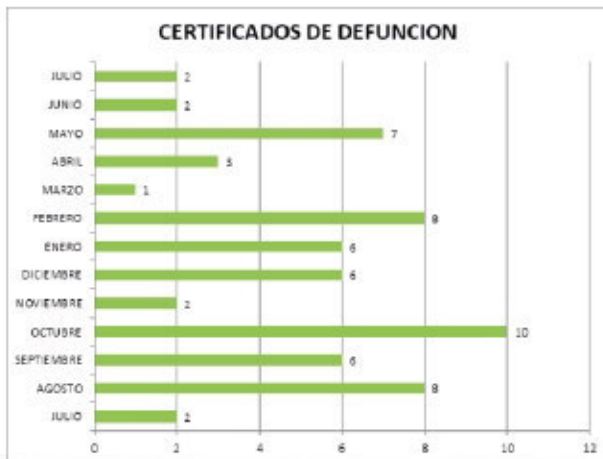 CERTIFICADOS DE DEFUNCION
JULIO 2
JUNIO 2
MAYO 7
ABRIL 3
MARZO 1
FEBRERO 8
ENERO 6
DICIEMBRE 6
NOVIEMBRE 2
OCTUBRE 10
SEPTIEMBRE 6
AGOSTO 8
JULIO 2
0 2 4 6 8 10 12